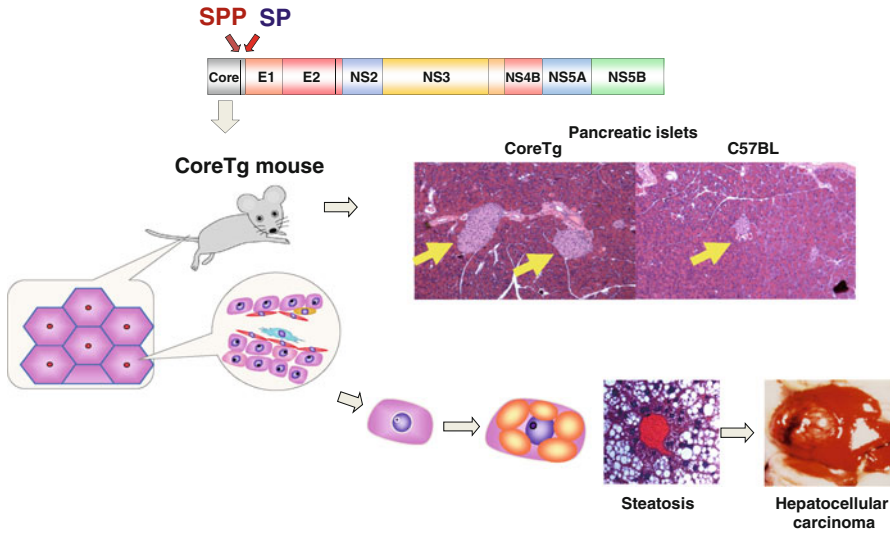 SPP SP
Core E1 E2 NS2 NS3 NS4B NS5A NS5B
Pancreatic islets
CoreTg C57BL
CoreTg mouse
Steatosis
Hepatocellular
carcinoma